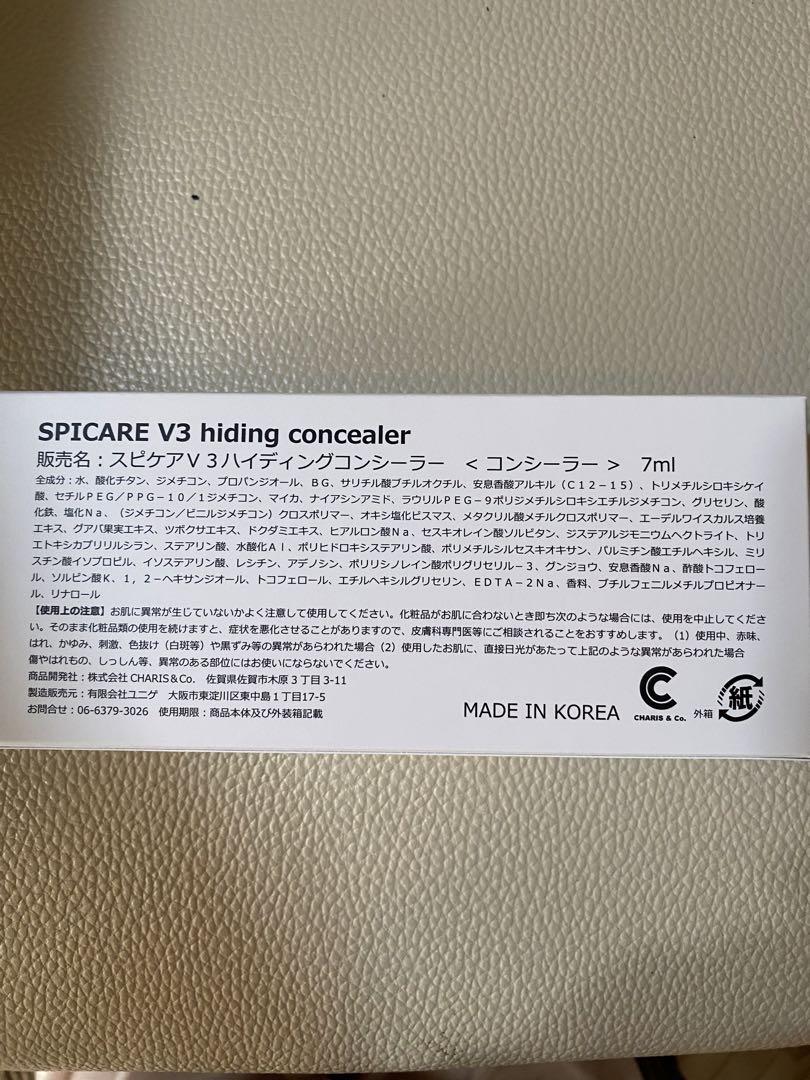 SPICARE V3 hiding concealer
販売名：スピケアＶ３ハイディングコンシーラー ＜コンシーラー＞ 7ml
全成分：水、酸化チタン、ジメチコン、プロパンジオール、ＢＧ、サリチル酸ブチルオクチル、安息香酸アルキル（Ｃ１２－１５）、トリメチルシロキシケイ
酸、セチルＰＥＧ／ＰＰＧ－１０／１ジメチコン、マイカ、ナイアシンアミド、ラウリルＰＥＧ－９ポリジメチルシロキシエチルジメチコン、グリセリン、酸
化鉄、塩化Ｎａ、（ジメチコン／ビニルジメチコン）クロスポリマー、オキシ塩化ビスマス、メタクリル酸メチルクロスポリマー、エーデルワイスカルス培養
エキス、グアバ果実エキス、ツボクサエキス、ドクダミエキス、ヒアルロン酸Ｎａ、セスキオレイン酸ソルビタン、ジステアルジモニウムヘクトライト、トリ
エトキシカプリリルシラン、ステアリン酸、水酸化Ａｌ、ポリヒドロキシステアリン酸、ポリメチルシルセスキオキサン、パルミチン酸エチルヘキシル、ミリ
スチン酸イソプロピル、イソステアリン酸、レシチン、アデノシン、ポリリシノレイン酸ポリグリセリル－３、グンジョウ、安息香酸Ｎａ、酢酸トコフェロー
ル、ソルビン酸Ｋ、１，２－ヘキサンジオール、トコフェロール、エチルヘキシルグリセリン、ＥＤＴＡ－２Ｎａ、香料、ブチルフェニルメチルプロピオナー
ル、リナロール
【使用上の注意】お肌に異常が生じていないかよく注意して使用してください。化粧品がお肌に合わないとき即ち次のような場合には、使用を中止してくださ
い。そのまま化粧品類の使用を続けますと、症状を悪化させることがありますので、皮膚科専門医等にご相談されることをおすすめします。（1）使用中、赤味、
はれ、かゆみ、刺激、色抜け（白斑等）や黒ずみ等の異常があらわれた場合（2）使用したお肌に、直接日光があたって上記のような異常があらわれた場合
傷やはれもの、しっしん等、異常のある部位にはお使いにならないでください。
商品開発社：株式会社 CHARIS＆Co. 佐賀県佐賀市木原３丁目 3-11
製造販売元：有限会社ユニゲ 大阪市東淀川区東中島１丁目17-5
お問合せ：06-6379-3026 使用期限：商品本体及び外装箱記載
MADE IN KOREA
CHARIS & Co.
外箱
紙